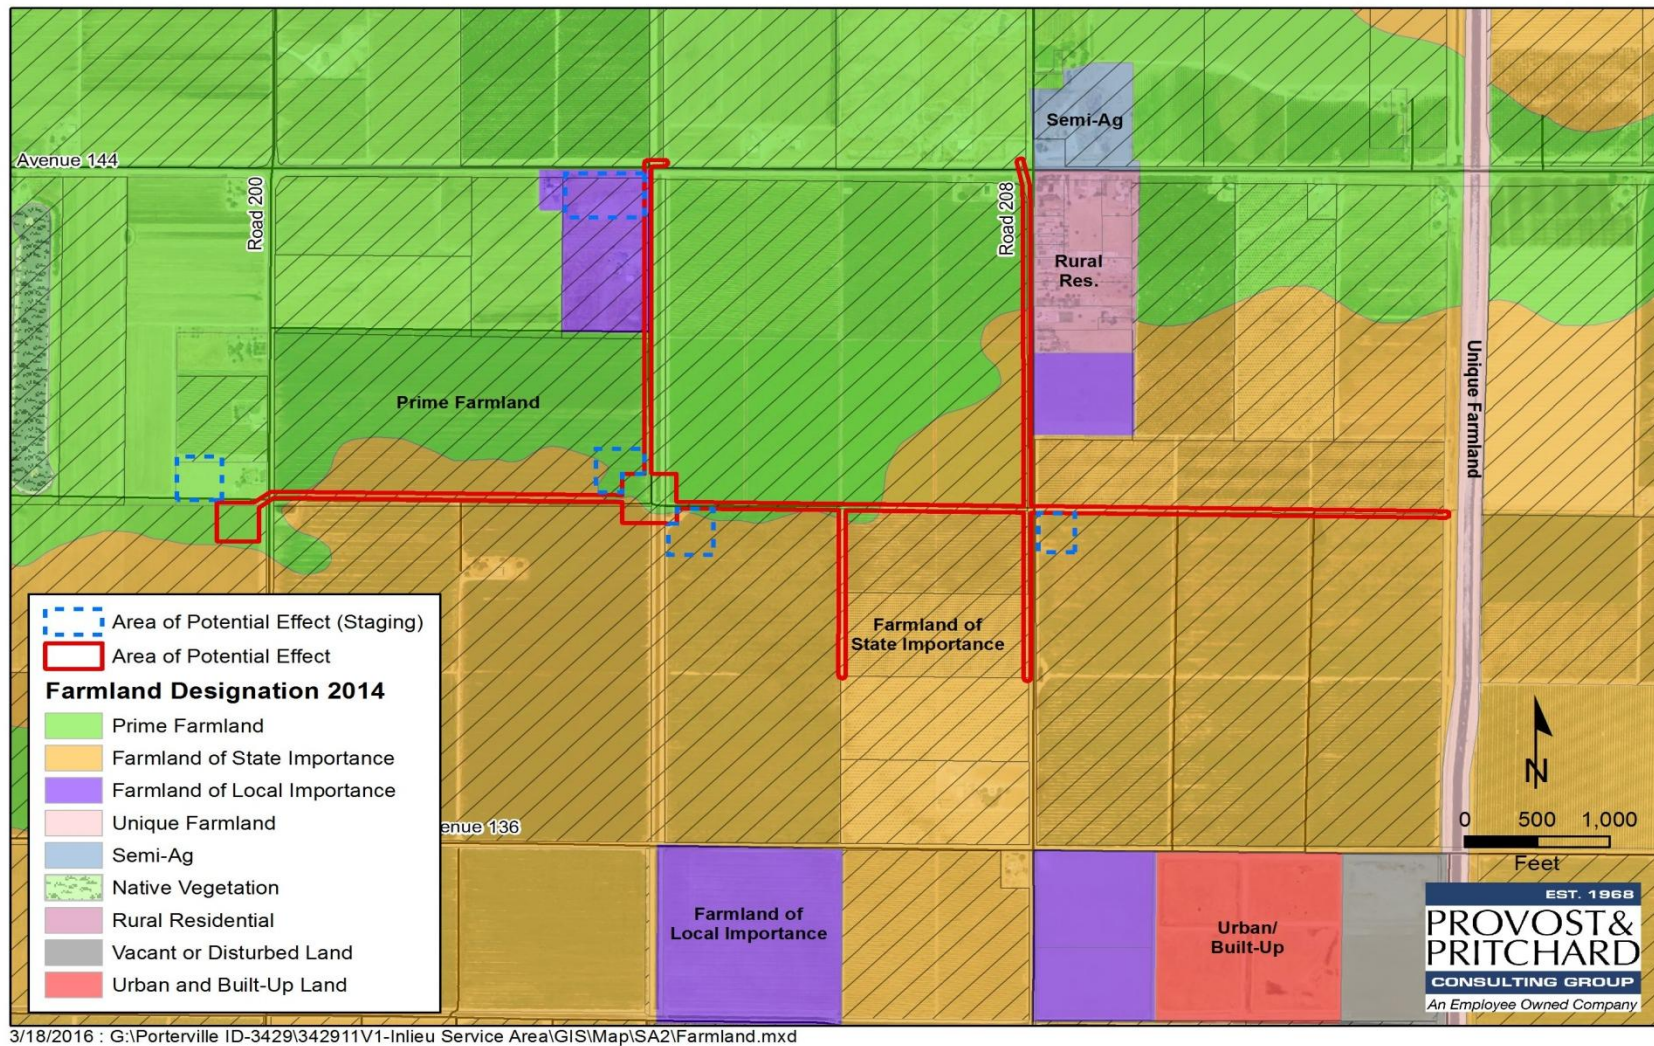 Avenue 144
Road 200
Road 208
Semi-Ag
Rural
Res.
Prime Farmland
Unique Farmland
Farmland of
State Importance
enue 136
Farmland of
Local Importance
Urban/
Built-Up
Area of Potential Effect (Staging)
Area of Potential Effect
Farmland Designation 2014
Prime Farmland
Farmland of State Importance
Farmland of Local Importance
Unique Farmland
Semi-Ag
Native Vegetation
Rural Residential
Vacant or Disturbed Land
Urban and Built-Up Land
N
0 500 1,000
Feet
EST. 1968
PROVOST&
PRITCHARD
CONSULTING GROUP
An Employee Owned Company
3/18/2016 : G:\Porterville ID-3429\342911V1-Inlieu Service Area\GIS\Map\SA2\Farmland.mxd